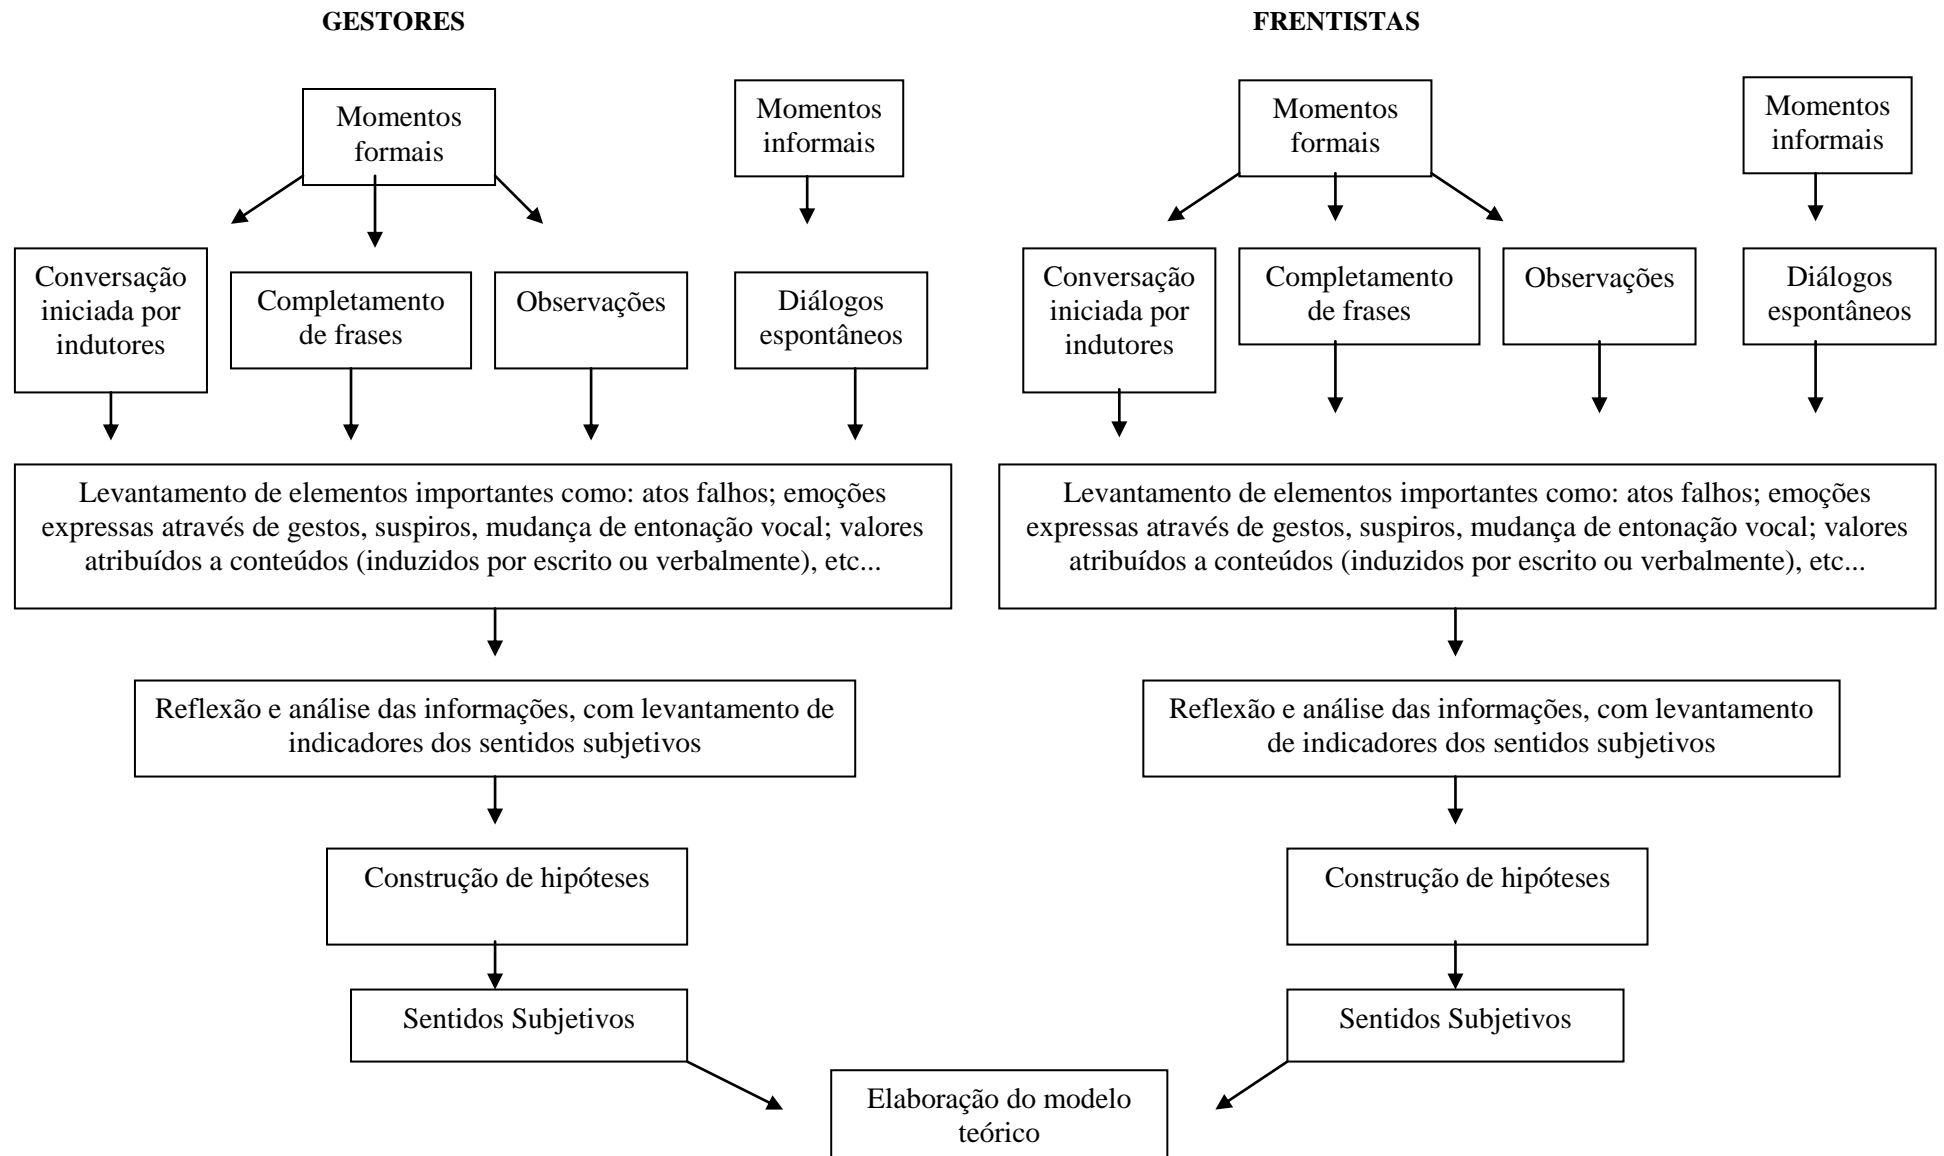 GESTORES
FRENTISTAS
Momentos
formais
Momentos
informais
Momentos
formais
Momentos
informais
Conversação
iniciada por
indutores
Completamento
de frases
Observações
Diálogos
espontâneos
Conversação
iniciada por
indutores
Completamento
de frases
Observações
Diálogos
espontâneos
Levantamento de elementos importantes como: atos falhos; emoções
expressas através de gestos, suspiros, mudança de entonação vocal; valores
atribuídos a conteúdos (induzidos por escrito ou verbalmente), etc...
Levantamento de elementos importantes como: atos falhos; emoções
expressas através de gestos, suspiros, mudança de entonação vocal; valores
atribuídos a conteúdos (induzidos por escrito ou verbalmente), etc...
Reflexão e análise das informações, com levantamento de
indicadores dos sentidos subjetivos
Reflexão e análise das informações, com levantamento
de indicadores dos sentidos subjetivos
Construção de hipóteses
Construção de hipóteses
Sentidos Subjetivos
Sentidos Subjetivos
Elaboração do modelo
teórico